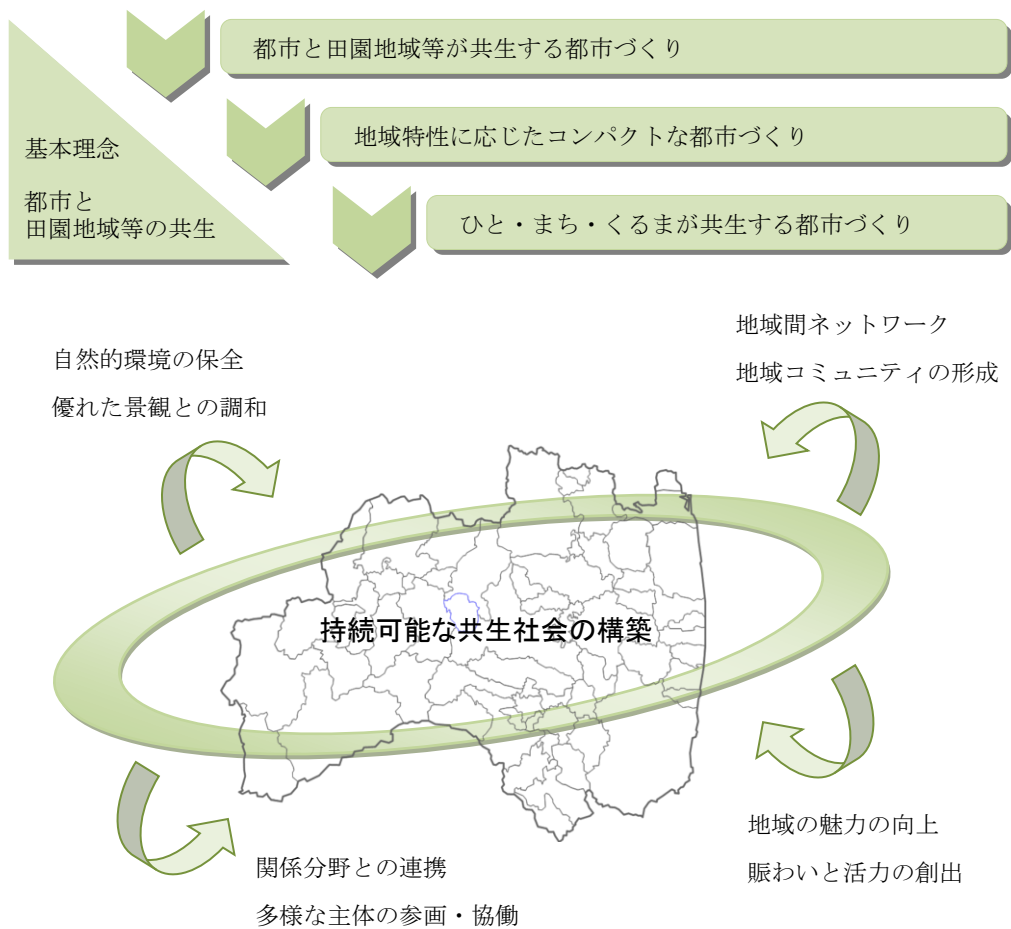 都市と田園地域等が共生する都市づくり
地域特性に応じたコンパクトな都市づくり
ひと・まち・くるまが共生する都市づくり
基本理念
都市と
田園地域等の共生
地域間ネットワーク
地域コミュニティの形成
自然的環境の保全
優れた景観との調和
持続可能な共生社会の構築
地域の魅力の向上
賑わいと活力の創出
関係分野との連携
多様な主体の参画・協働